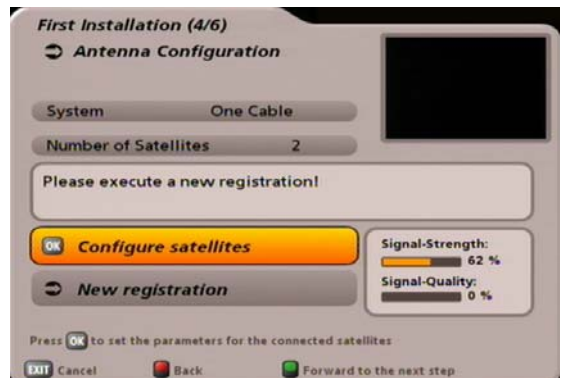 First Installation (4/6)
Antenna Configuration
System One Cable
Number of Satellites 2
Please execute a new registration!
OK Configure satellites
New registration
Signal-Strength:
62 %
Signal-Quality:
0 %
Press OK to set the parameters for the connected satellites
EXIT Cancel Back Forward to the next step